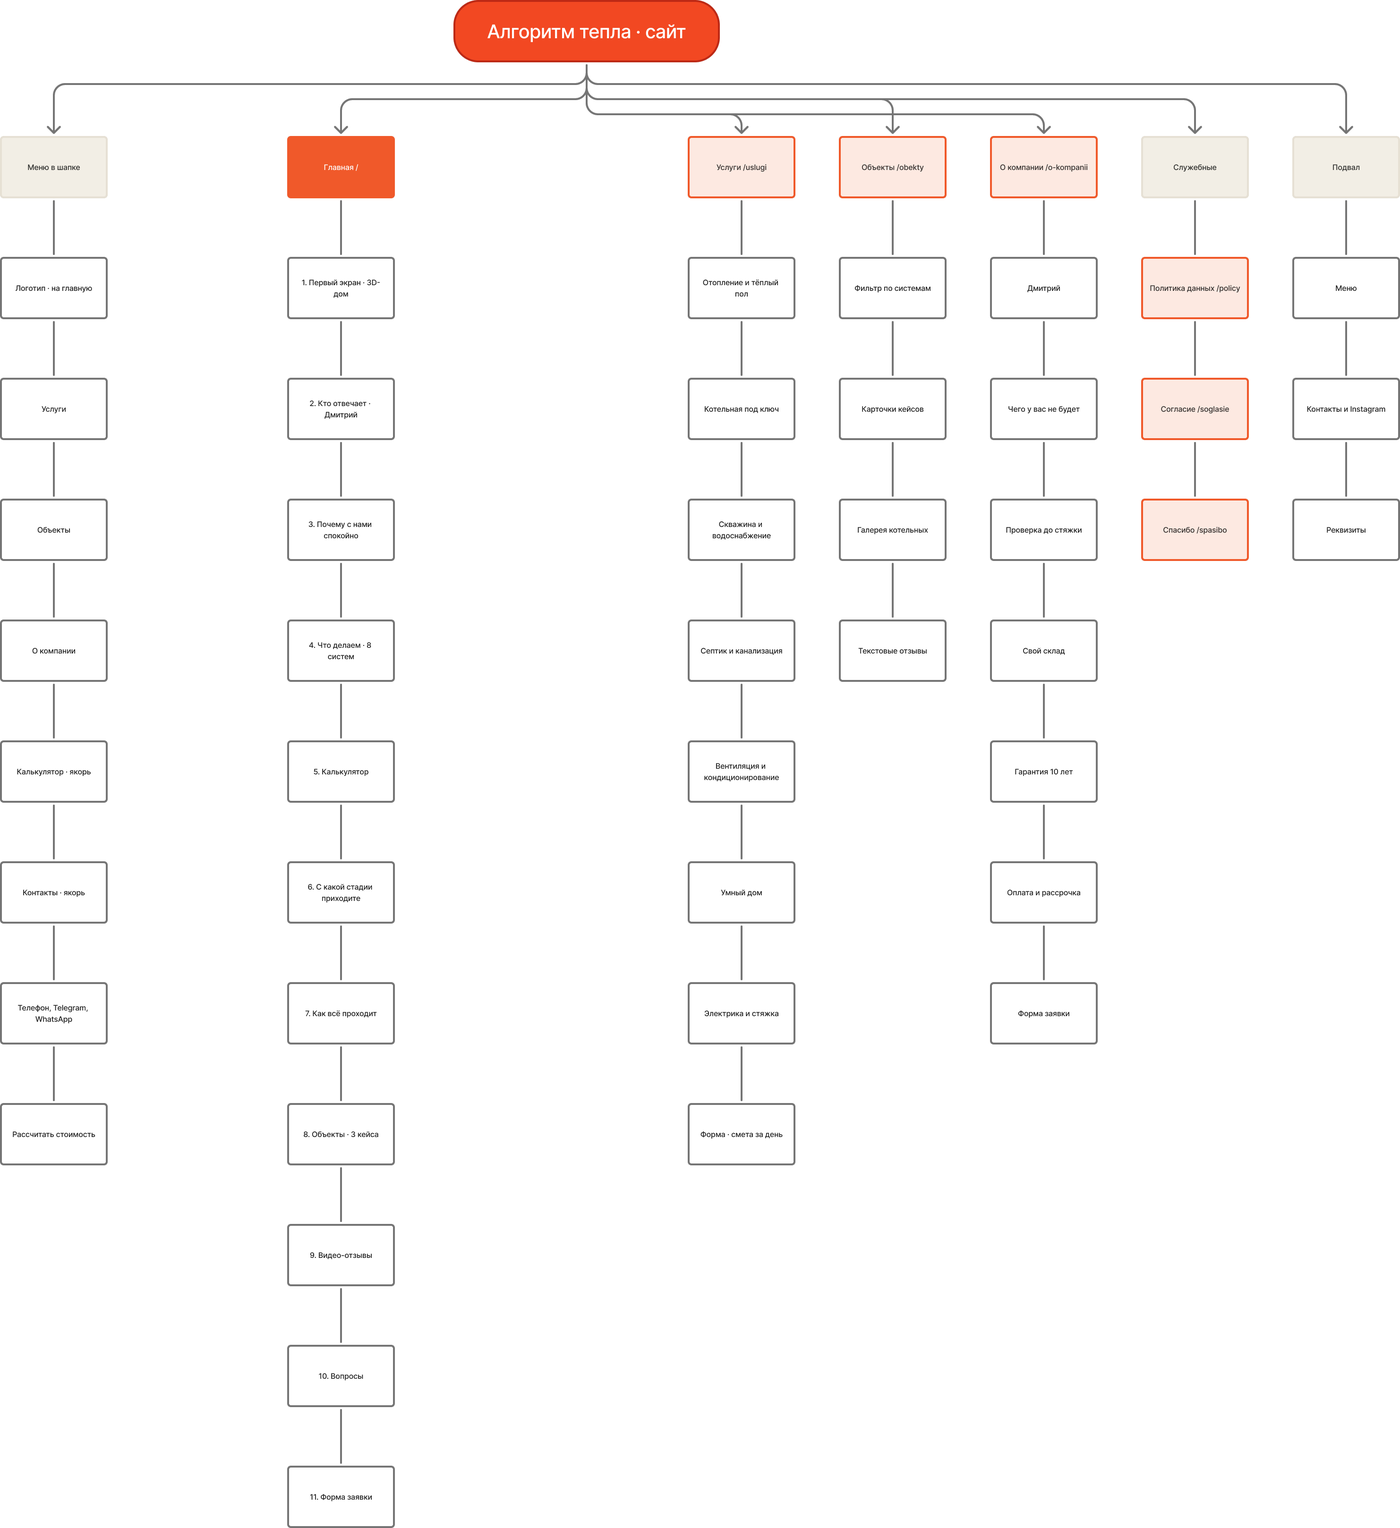 Алгоритм тепла · сайт
Меню в шапке
Главная /
Услуги /uslugi
Объекты /obekty
О компании /o-kompanii
Служебные
Подвал
Логотип · на главную
1. Первый экран · 3D-
дом
Отопление и тёплый
пол
Фильтр по системам
Дмитрий
Политика данных /policy
Меню
Услуги
2. Кто отвечает ·
Дмитрий
Котельная под ключ
Карточки кейсов
Чего у вас не будет
Согласие /soglasie
Контакты и Instagram
Объекты
3. Почему с нами
спокойно
Скважина и
водоснабжение
Галерея котельных
Проверка до стяжки
Спасибо /spasibo
Реквизиты
О компании
4. Что делаем · 8
систем
Септик и канализация
Текстовые отзывы
Свой склад
Калькулятор · якорь
5. Калькулятор
Вентиляция и
кондиционирование
Гарантия 10 лет
Контакты · якорь
6. С какой стадии
приходите
Умный дом
Оплата и рассрочка
Телефон, Telegram,
WhatsApp
7. Как всё проходит
Электрика и стяжка
Форма заявки
Рассчитать стоимость
8. Объекты · 3 кейса
Форма · смета за день
9. Видео-отзывы
10. Вопросы
11. Форма заявки